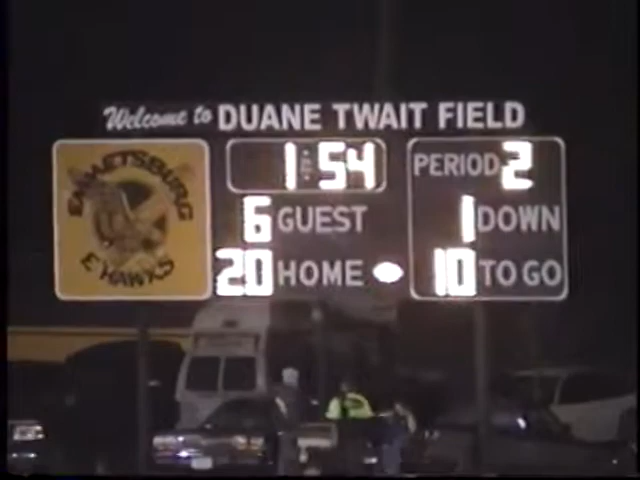 Welcome to DUANE TWAIT FIELD
EMMETSBURG
E'HAWKS
1:54
6 GUEST
20 HOME
PERIOD 2
1 DOWN
10 TO GO